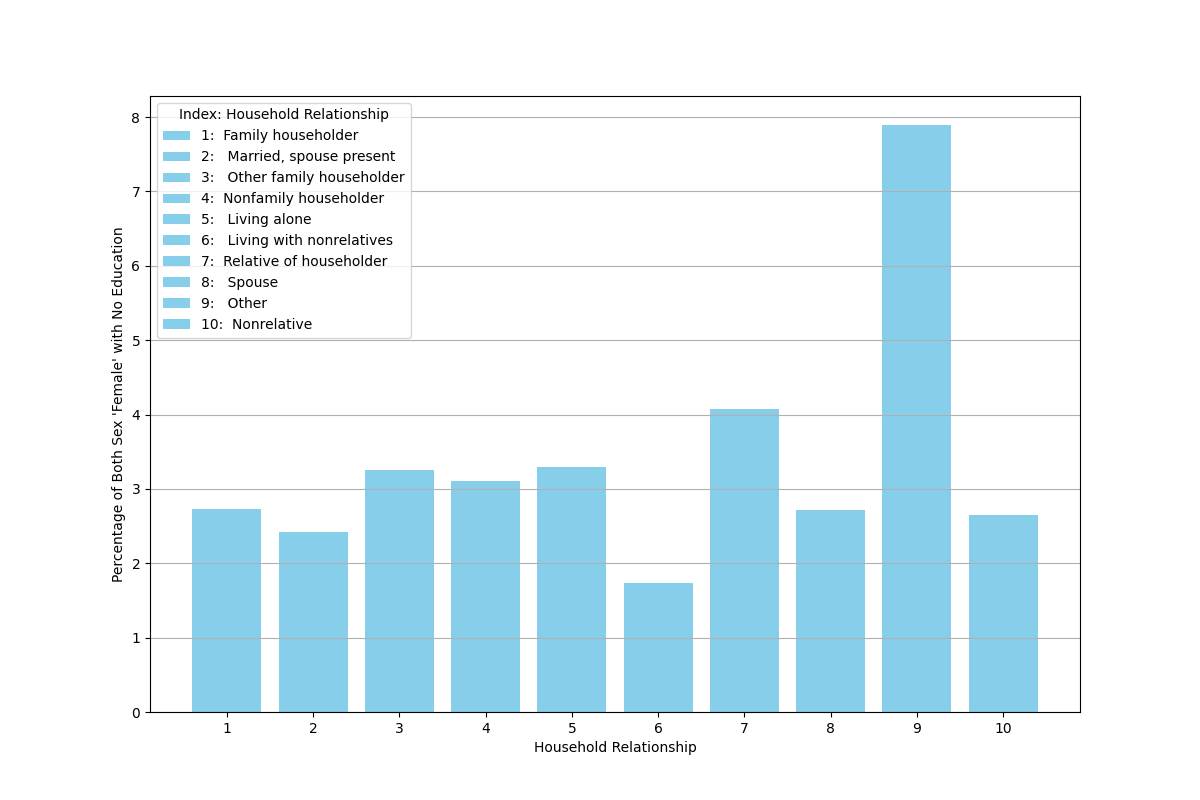 Index: Household Relationship
1:  Family householder
2:   Married, spouse present
3:   Other family householder
4:  Nonfamily householder
5:   Living alone
6:   Living with nonrelatives
7:  Relative of householder
8:   Spouse
9:   Other
10:  Nonrelative
Percentage of Both Sex 'Female' with No Education
8
7
6
5
4
3
2
1
0
1 2 3 4 5 6 7 8 9 10
Household Relationship